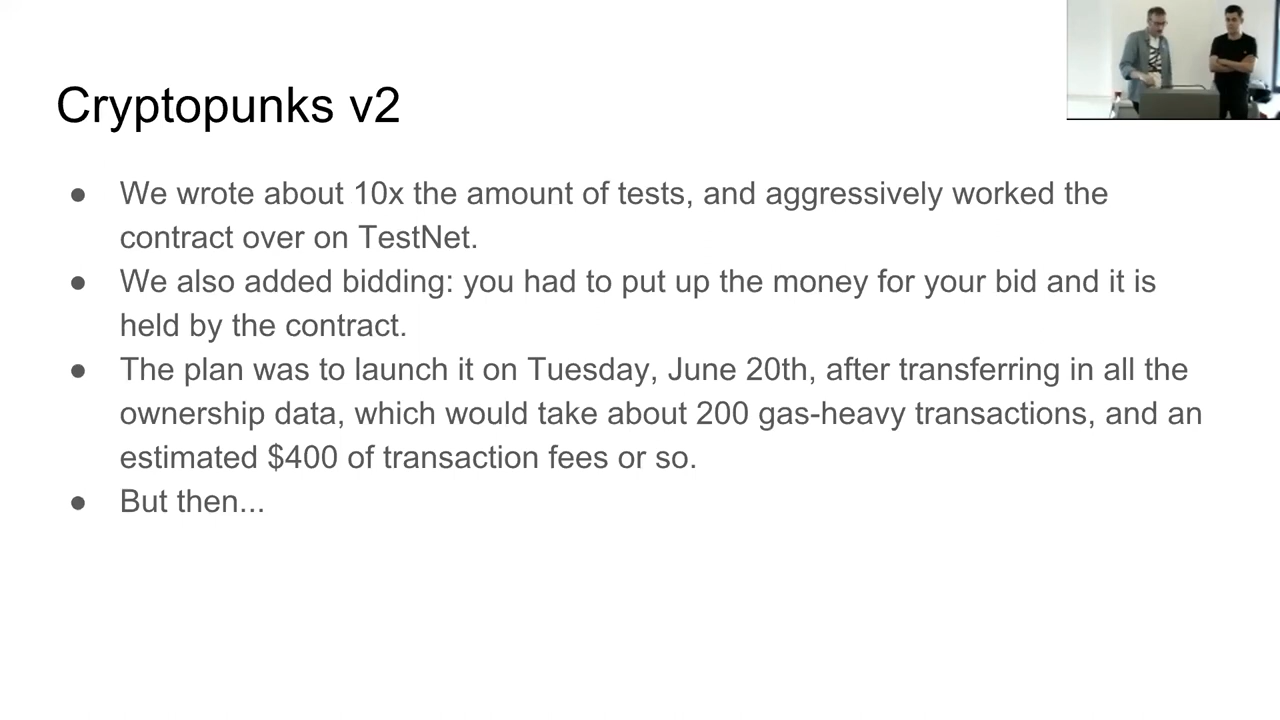 Cryptopunks v2
● We wrote about 10x the amount of tests, and aggressively worked the
contract over on TestNet.
● We also added bidding: you had to put up the money for your bid and it is
held by the contract.
● The plan was to launch it on Tuesday, June 20th, after transferring in all the
ownership data, which would take about 200 gas-heavy transactions, and an
estimated $400 of transaction fees or so.
● But then...